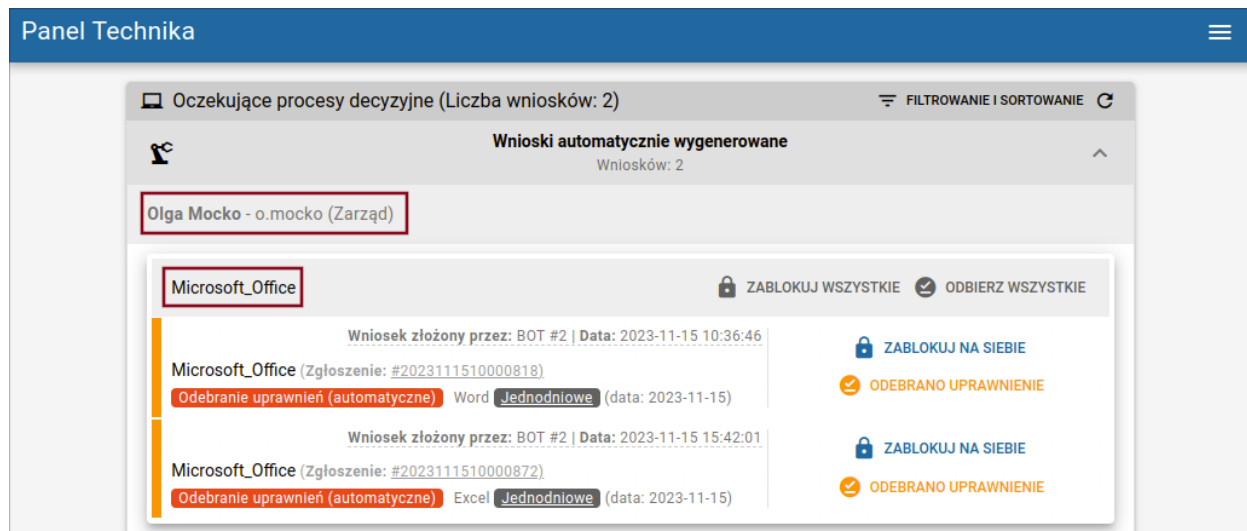 Panel Technika
Oczekujące procesy decyzyjne (Liczba wniosków: 2) FILTROWANIE I SORTOWANIE
Wnioski automatycznie wygenerowane
Wniosków: 2
Olga Mocko - o.mocko (Zarząd)
Microsoft_Office ZABLOKUJ WSZYSTKIE ODBIERZ WSZYSTKIE
Wniosek złożony przez: BOT #2 | Data: 2023-11-15 10:36:46
ZABLOKUJ NA SIEBIE
Microsoft_Office (Zgłoszenie: #2023111510000818)
Odebranie uprawnień (automatyczne) Word Jednodniowe (data: 2023-11-15)
ODEBRANO UPRAWNIENIE
Wniosek złożony przez: BOT #2 | Data: 2023-11-15 15:42:01
ZABLOKUJ NA SIEBIE
Microsoft_Office (Zgłoszenie: #2023111510000872)
Odebranie uprawnień (automatyczne) Excel Jednodniowe (data: 2023-11-15)
ODEBRANO UPRAWNIENIE